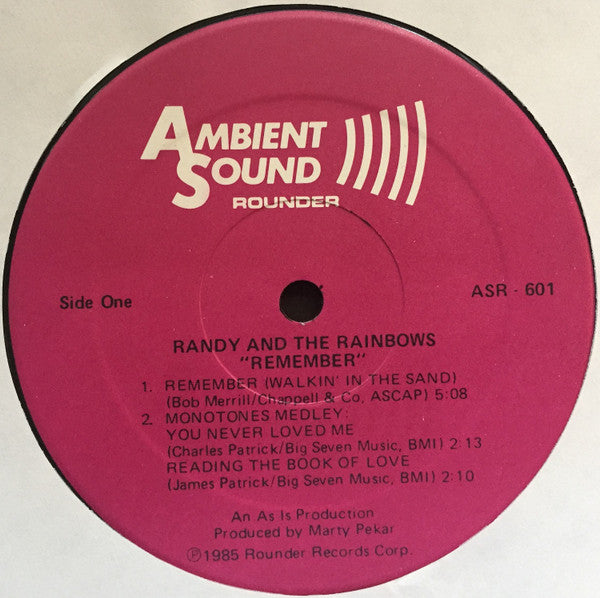 AMBIENT
SOUND
ROUNDER
Side One
ASR - 601
RANDY AND THE RAINBOWS
"REMEMBER"
1. REMEMBER (WALKIN' IN THE SAND)
(Bob Merrill/Chappell & Co, ASCAP) 5:08
2. MONOTONES MEDLEY:
YOU NEVER LOVED ME
(Charles Patrick/Big Seven Music, BMI) 2:13
READING THE BOOK OF LOVE
(James Patrick/Big Seven Music, BMI) 2:10
An As Is Production
Produced by Marty Pekar
℗1985 Rounder Records Corp.